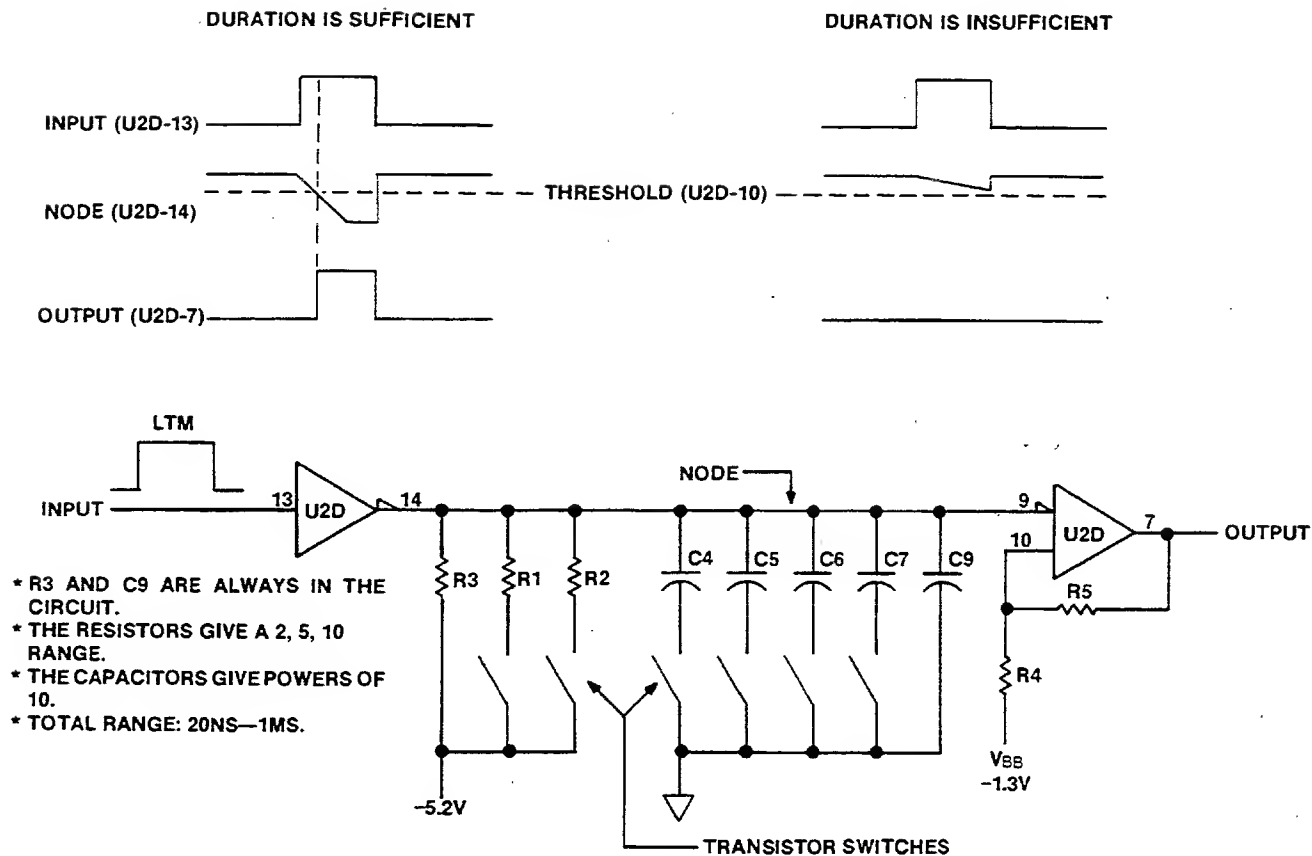 DURATION IS SUFFICIENT
DURATION IS INSUFFICIENT
INPUT (U2D-13)
NODE (U2D-14)
THRESHOLD (U2D-10)
OUTPUT (U2D-7)
LTM
INPUT
13
U2D
14
NODE
9
10
U2D
7
OUTPUT
R3
R1
R2
C4
C5
C6
C7
C9
R5
R4
* R3 AND C9 ARE ALWAYS IN THE
CIRCUIT.
* THE RESISTORS GIVE A 2, 5, 10
RANGE.
* THE CAPACITORS GIVE POWERS OF
10.
* TOTAL RANGE: 20NS—1MS.
-5.2V
VBB
-1.3V
TRANSISTOR SWITCHES